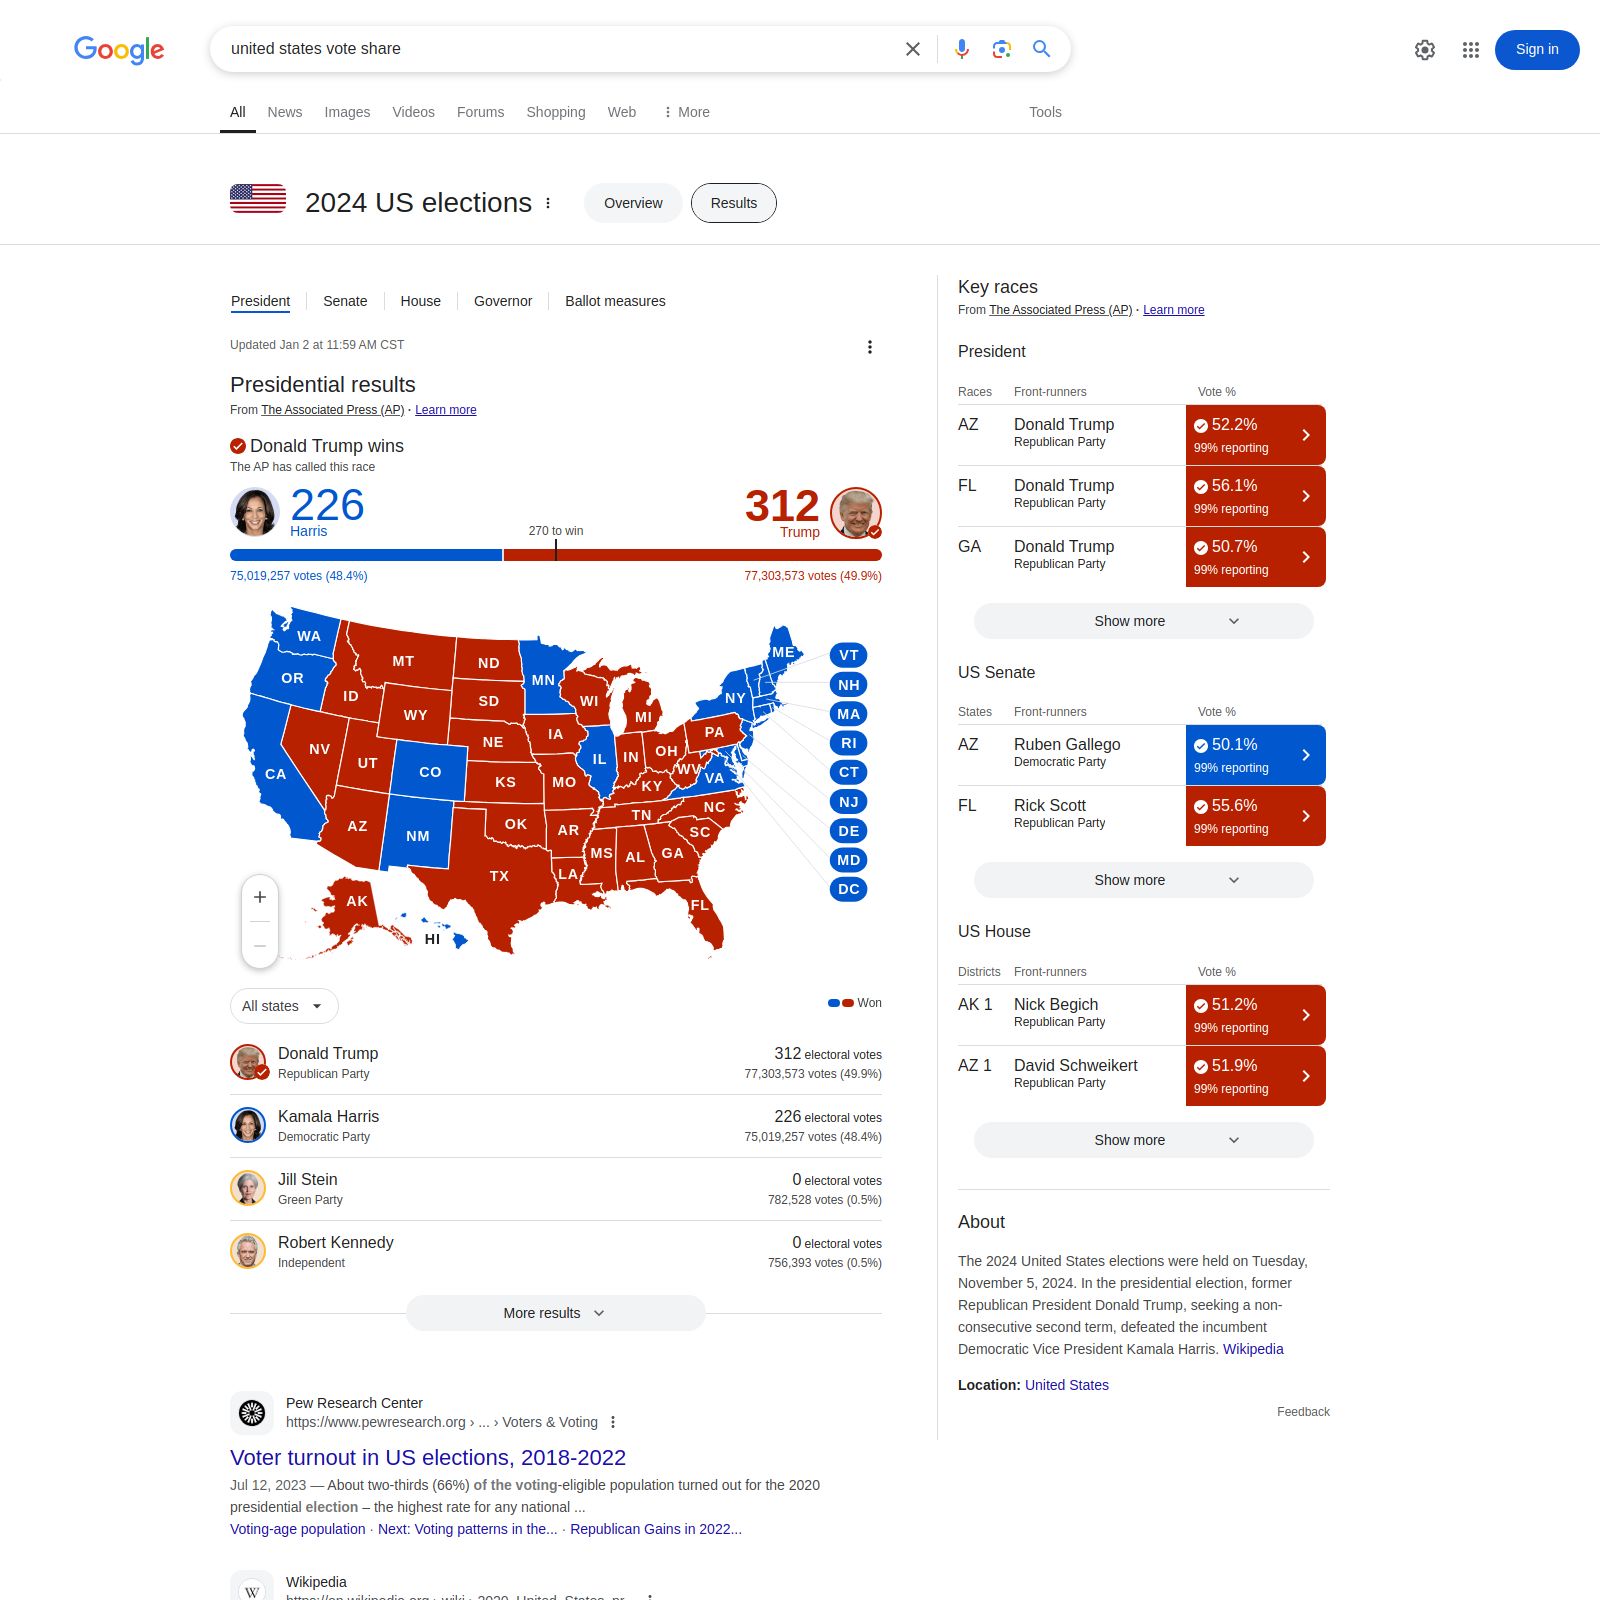 Google
united states vote share
Sign in
All News Images Videos Forums Shopping Web More Tools
2024 US elections Overview Results
President Senate House Governor Ballot measures
Updated Jan 2 at 11:59 AM CST
Presidential results
From The Associated Press (AP) · Learn more
Donald Trump wins
The AP has called this race
226
Harris
270 to win
312
Trump
75,019,257 votes (48.4%) 77,303,573 votes (49.9%)
WA
OR
CA
MT
ID
WY
NV
UT
CO
AZ
NM
ND
SD
NE
KS
OK
TX
MN
IA
MO
AR
LA
WI
IL
MI
IN
OH
KY
TN
MS
AL
GA
FL
SC
NC
VA
WV
PA
NY
ME
VT
NH
MA
RI
CT
NJ
DE
MD
DC
AK
HI
+
−
All states
Won
Donald Trump 312 electoral votes
Republican Party 77,303,573 votes (49.9%)
Kamala Harris 226 electoral votes
Democratic Party 75,019,257 votes (48.4%)
Jill Stein 0 electoral votes
Green Party 782,528 votes (0.5%)
Robert Kennedy 0 electoral votes
Independent 756,393 votes (0.5%)
More results
Pew Research Center
https://www.pewresearch.org › ... › Voters & Voting
Voter turnout in US elections, 2018-2022
Jul 12, 2023 — About two-thirds (66%) of the voting-eligible population turned out for the 2020
presidential election – the highest rate for any national ...
Voting-age population · Next: Voting patterns in the... · Republican Gains in 2022...
W
Wikipedia
Key races
From The Associated Press (AP) · Learn more
President
Races Front-runners Vote %
AZ Donald Trump 52.2%
Republican Party 99% reporting
FL Donald Trump 56.1%
Republican Party 99% reporting
GA Donald Trump 50.7%
Republican Party 99% reporting
Show more
US Senate
States Front-runners Vote %
AZ Ruben Gallego 50.1%
Democratic Party 99% reporting
FL Rick Scott 55.6%
Republican Party 99% reporting
Show more
US House
Districts Front-runners Vote %
AK 1 Nick Begich 51.2%
Republican Party 99% reporting
AZ 1 David Schweikert 51.9%
Republican Party 99% reporting
Show more
About
The 2024 United States elections were held on Tuesday,
November 5, 2024. In the presidential election, former
Republican President Donald Trump, seeking a non-
consecutive second term, defeated the incumbent
Democratic Vice President Kamala Harris. Wikipedia
Location: United States
Feedback